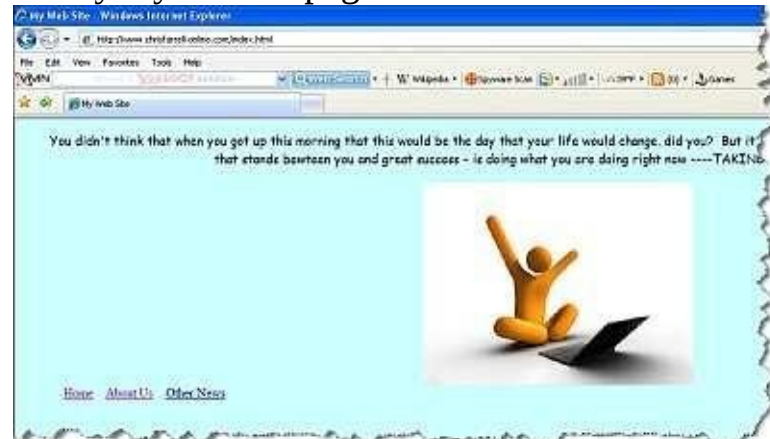 My Web Site - Windows Internet Explorer
File Edit View Favorites Tools Help
W Wikipedia Spyware Scan Games
My Web Site
You didn't think that when you got up this morning that this would be the day that your life would change, did you? But it
that stands bewteen you and great success - is doing what you are doing right now ----TAKING
Home About Us Other News